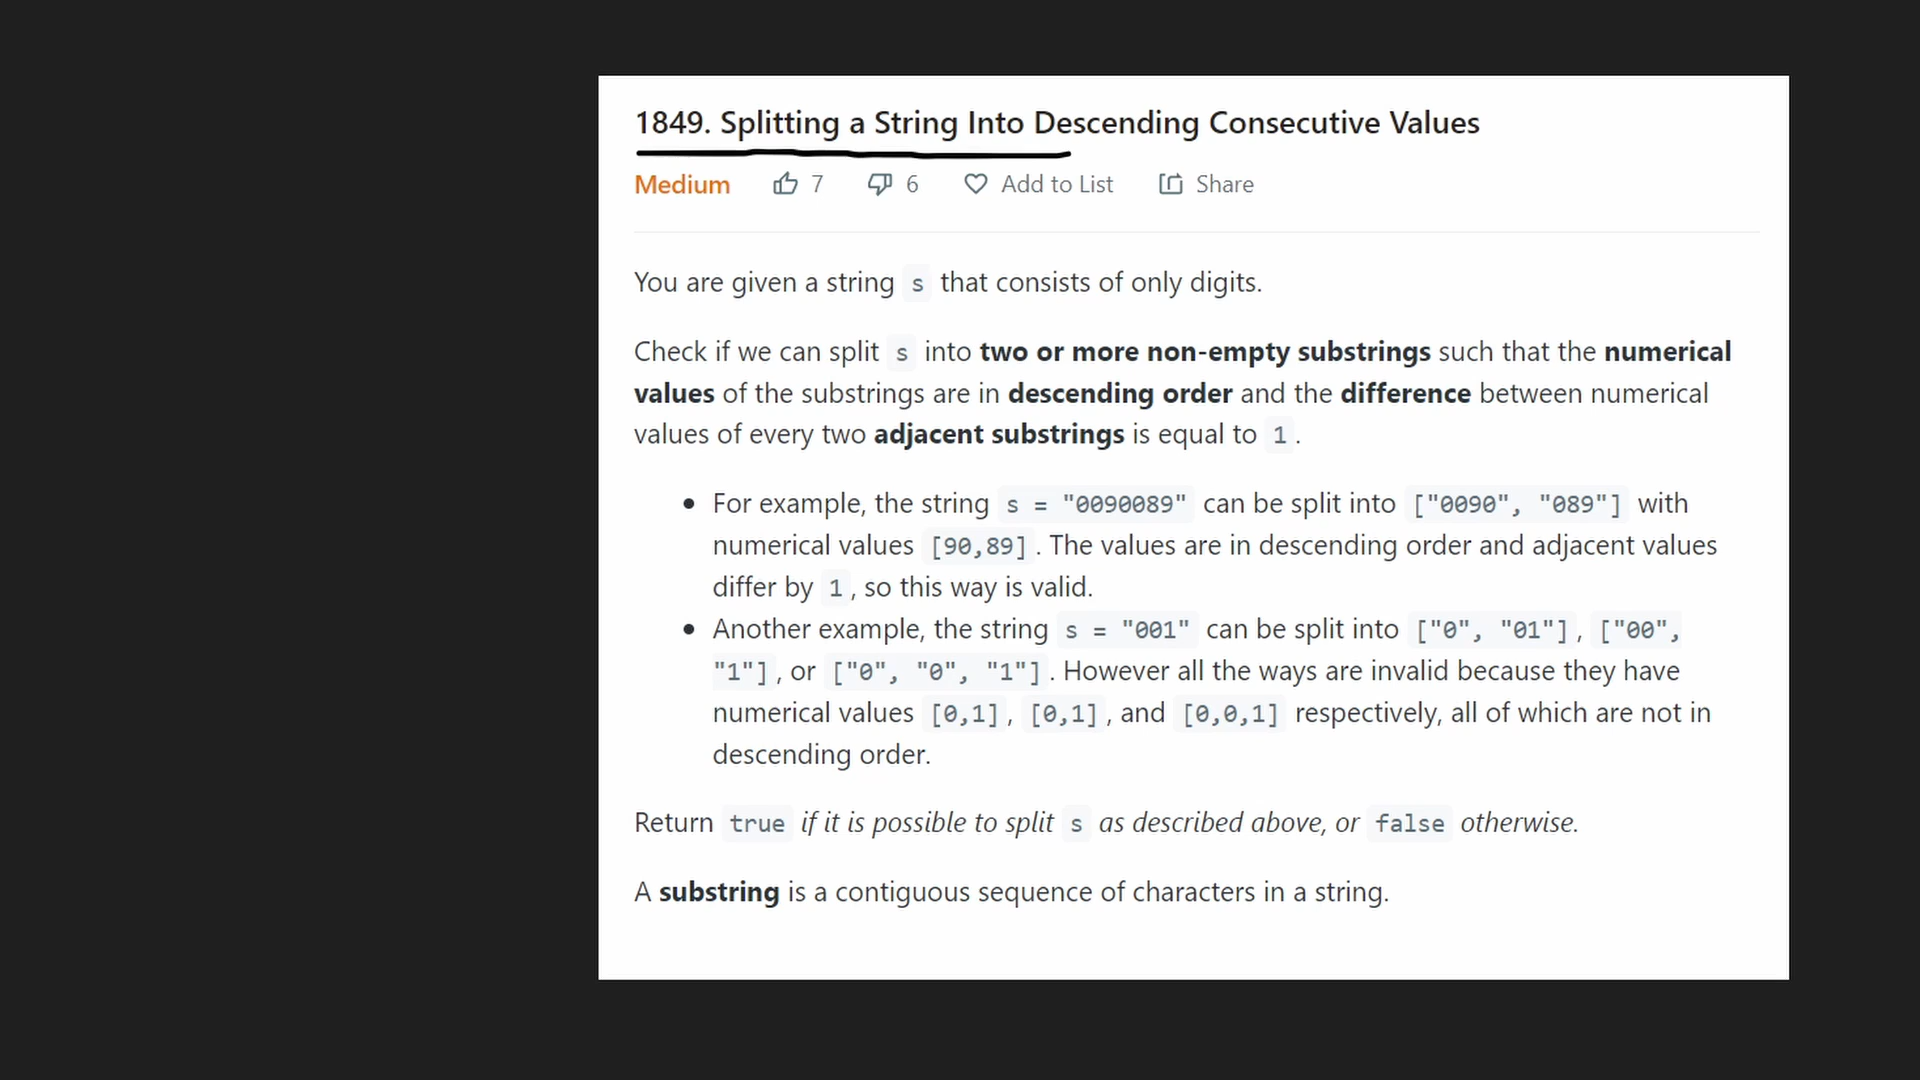 1849. Splitting a String Into Descending Consecutive Values
Medium 7 6 Add to List Share
You are given a string s that consists of only digits.
Check if we can split s into two or more non-empty substrings such that the numerical
values of the substrings are in descending order and the difference between numerical
values of every two adjacent substrings is equal to 1.
• For example, the string s = "0090089" can be split into ["0090", "089"] with
numerical values [90,89]. The values are in descending order and adjacent values
differ by 1, so this way is valid.
• Another example, the string s = "001" can be split into ["0", "01"], ["00",
"1"], or ["0", "0", "1"]. However all the ways are invalid because they have
numerical values [0,1], [0,1], and [0,0,1] respectively, all of which are not in
descending order.
Return true if it is possible to split s as described above, or false otherwise.
A substring is a contiguous sequence of characters in a string.